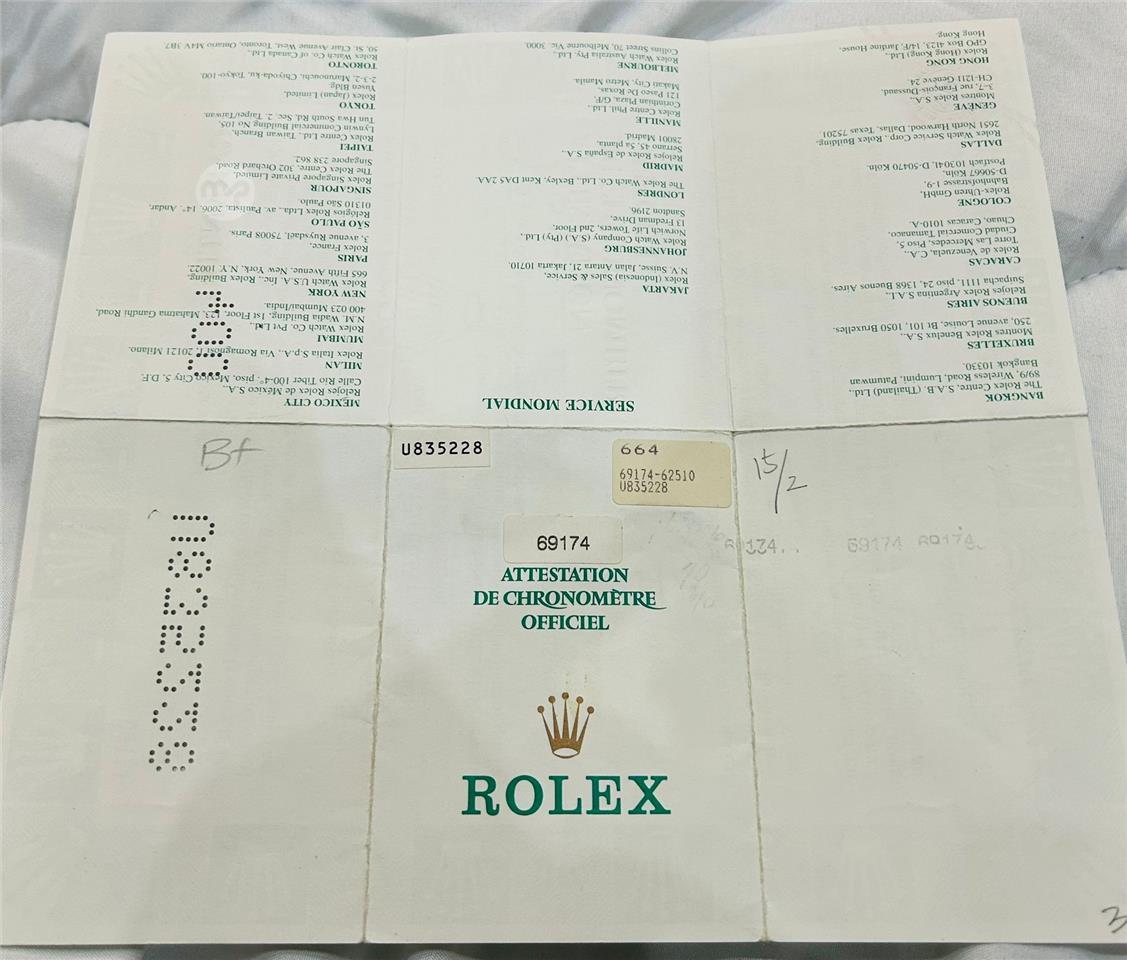 Bf
U835228
U835228
664
69174-62510
U835228
15/2
69174
69174
ATTESTATION
DE CHRONOMÈTRE
OFFICIEL
ROLEX
3
SERVICE MONDIAL
BANGKOK
The Rolex Centre, S.A.B (Thailand) Ltd.,
89/9, Wireless Road, Lumpini, Patumwan
Bangkok 10330.
BRUXELLES
Montres Rolex Benelux S.A.,
250, avenue Louise, Bt 101, 1050 Bruxelles.
BUENOS AIRES
Relojes Rolex Argentina S.A.I.,
Suipacha 1111, piso 24, 1368 Buenos Aires.
CARACAS
Rolex de Venezuela, C.A.,
Torre Las Mercedes, Piso 5,
Ciudad Comercial Tamanaco,
Chuao, Caracas 1010-A.
COLOGNE
Rolex-Uhren GmbH,
Bahnhofstrasse 1-9,
D-50667 Köln.
Postfach 103041, D-50470 Köln
DALLAS
Rolex Watch Service Corp., Rolex Building,
2651 North Harwood, Dallas, Texas 75201.
GENÈVE
Montres Rolex S.A.,
3-7, rue François-Dussaud,
CH-1211 Genève 24.
HONG KONG
Rolex (Hong Kong) Ltd.,
GPO Box 4123, 14/F. Jardine House,
Hong Kong.
JAKARTA
Rolex (Indonesia) Sales & Service,
N.V. Suisse, Jalan Antara 21, Jakarta 10710.
JOHANNESBURG
Rolex Watch Company (S.A.) (Pty) Ltd.,
Norwich Life Towers, 2nd Floor,
13 Fredman Drive,
Sandton 2196
LONDRES
The Rolex Watch Co. Ltd., Bexley, Kent DA5 2AA.
MADRID
Relojes Rolex de España S.A.,
Serrano 45, 5a planta,
28001 Madrid.
MANILLE
Rolex Centre Phil. Ltd.,
Corinthian Plaza, G/F,
121 Paseo De Roxas,
Makati City, Metro Manila.
MELBOURNE
Rolex Watch Australia Pty. Ltd.,
Collins Street 70, Melbourne Vic. 3000.
MEXICO CITY
Relojes Rolex de México S.A.,
Calle Rio Tiber 100-4°, piso, Mexico City 5, D.F.
MILAN
Rolex Italia S.p.A., Via Romagnosi 1, 20121 Milano.
MUMBAI
Rolex Watch Co. Pvt Ltd.,
N.M. Wadia Building, 1st Floor, 123, Mahatma Gandhi Road,
400 023 Mumbai/India.
NEW YORK
Rolex Watch U.S.A. Inc., Rolex Building,
665 Fifth Avenue, New York, N.Y. 10022.
PARIS
Rolex France,
3, avenue Ruysdaël, 75008 Paris.
SÃO PAULO
Relógios Rolex Ltda., av. Paulista, 2006, 14°. Andar,
01310 São Paulo.
SINGAPOUR
Rolex Singapore Private Limited,
The Rolex Centre, 302 Orchard Road,
Singapore 238 862.
TAIPEI
Rolex Centre Ltd., Taiwan Branch,
Lynwin Commercial Building No 105,
Tun Hwa South Rd. Sec. 2, Taipei/Taiwan.
TOKYO
Rolex (Japan) Limited,
Yusen Bldg.
2-3-2, Marunouchi, Chiyoda-ku, Tokyo-100.
TORONTO
Rolex Watch Co. of Canada Ltd.,
50, St. Clair Avenue West, Toronto, Ontario M4V 3B7